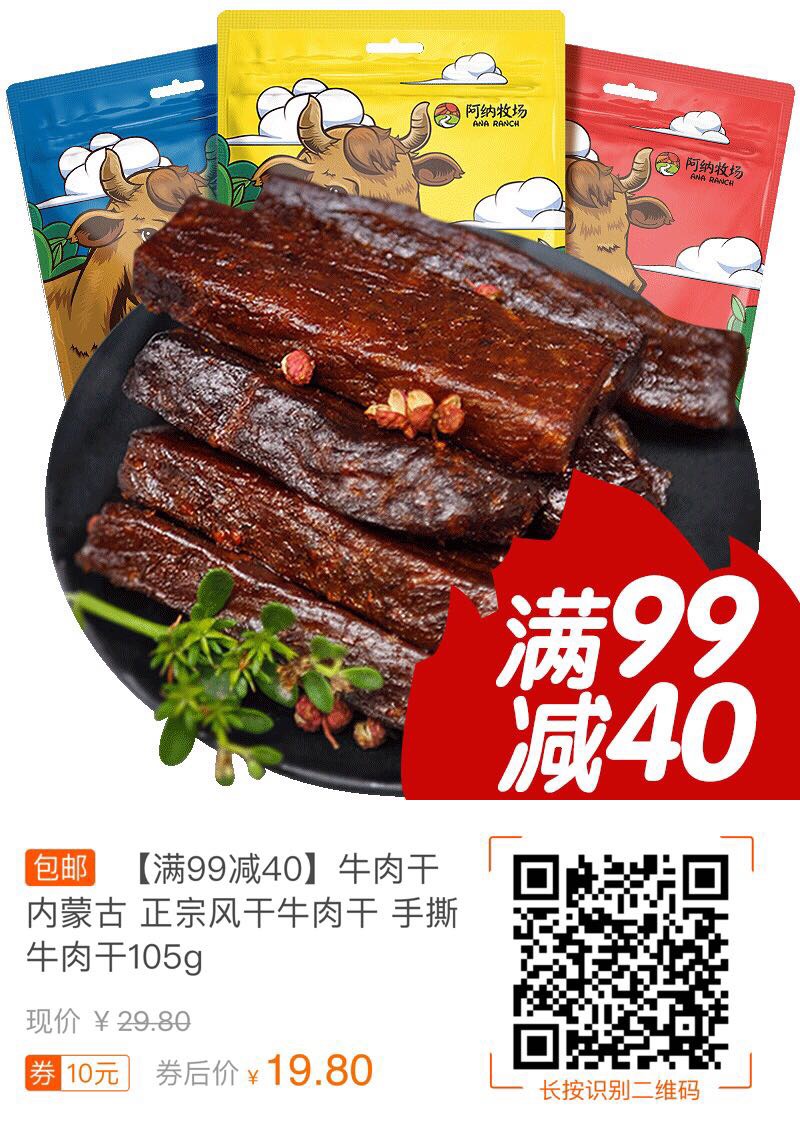 阿纳牧场
ANA RANCH
阿纳牧场
ANA RANCH
满99
减40
包邮 【满99减40】牛肉干
内蒙古 正宗风干牛肉干 手撕
牛肉干105g
现价 ¥29.80
券 10元 券后价 ¥19.80
长按识别二维码